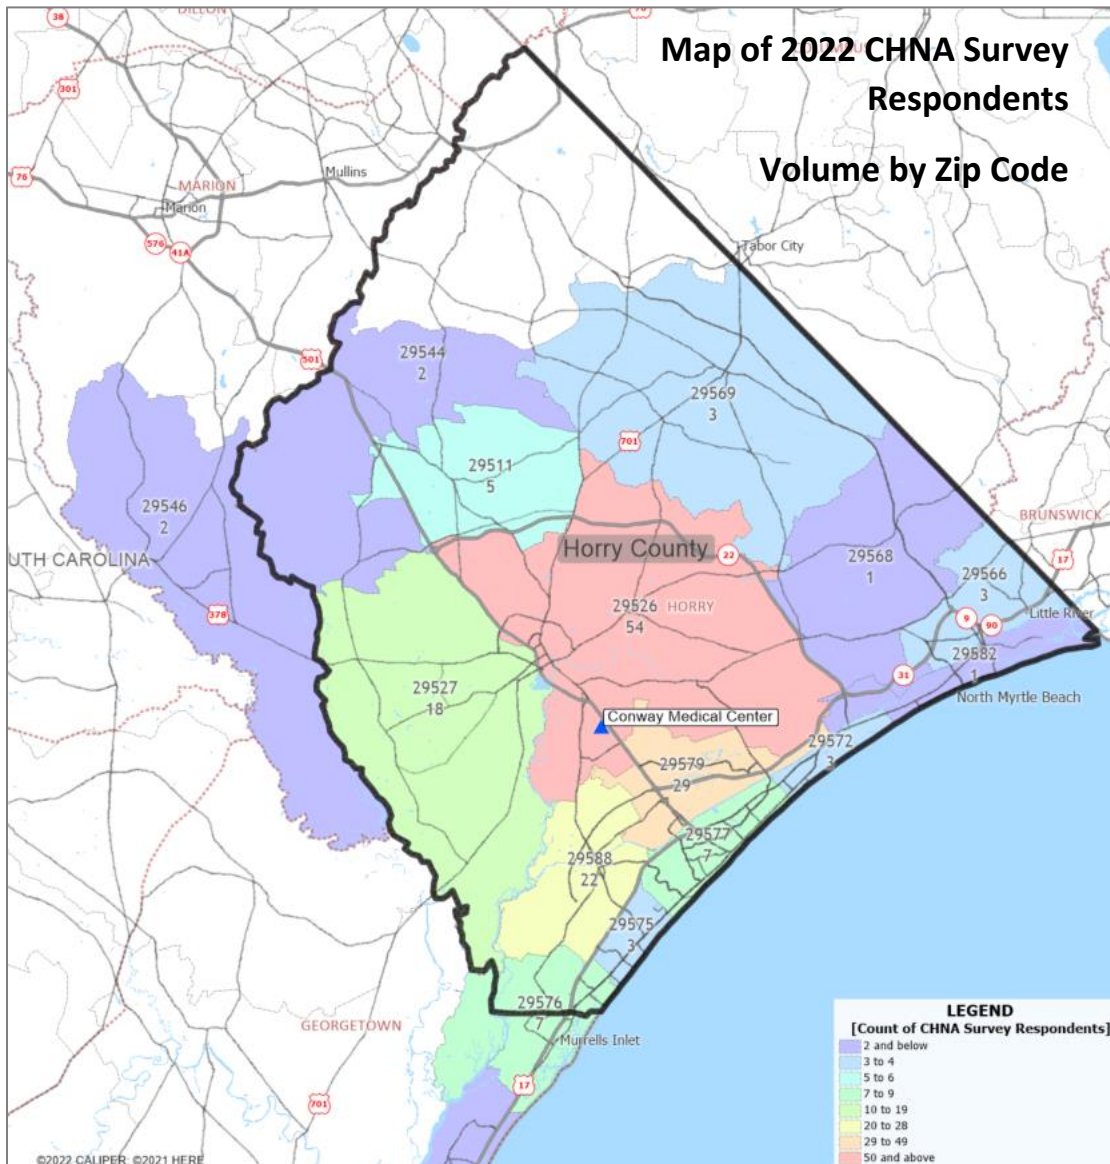 DILLON
38
76
COLUMBUS
Map of 2022 CHNA Survey
Respondents
Volume by Zip Code
301
76
Mullins
MARION
Marion
576
41A
Tabor City
501
29544
2
29569
3
701
29511
5
29546
2
BRUNSWICK
17
Horry County
22
UTH CAROLINA
29568
1
29566
3
29526
54
HORRY
378
9
90
Little River
29582
1
31
North Myrtle Beach
29527
18
Conway Medical Center
29572
3
29579
29
29577
7
29588
22
29575
3
29576
7
GEORGETOWN
Murrells Inlet
17
701
LEGEND
[Count of CHNA Survey Respondents]
2 and below
3 to 4
5 to 6
7 to 9
10 to 19
20 to 28
29 to 49
50 and above
©2022 CALIPER; ©2021 HERE